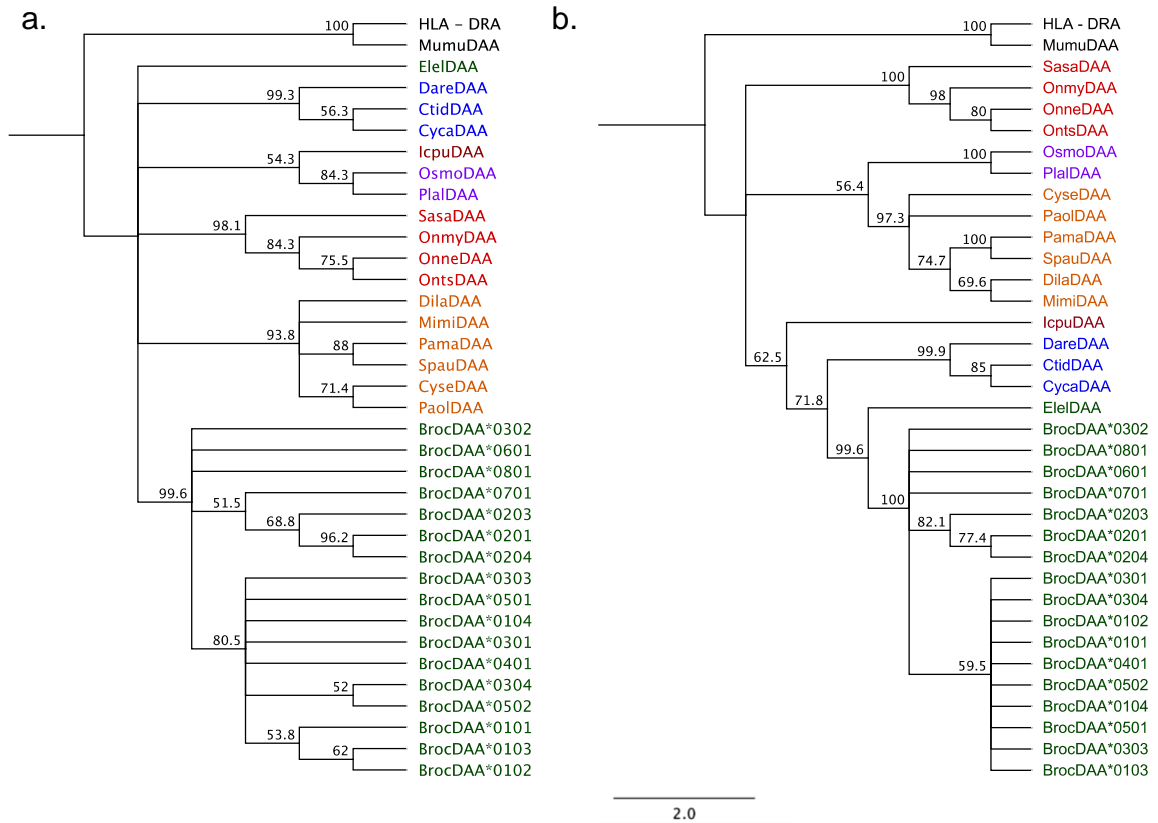 a.
100
HLA – DRA
MumuDAA
ElelDAA
99.3
DareDAA
56.3
CtidDAA
CycaDAA
54.3
IcpuDAA
84.3
OsmoDAA
PlalDAA
98.1
SasaDAA
84.3
OnmyDAA
75.5
OnneDAA
OntsDAA
93.8
DilaDAA
MimiDAA
88
PamaDAA
SpauDAA
71.4
CyseDAA
PaolDAA
99.6
BrocDAA*0302
BrocDAA*0601
BrocDAA*0801
51.5
BrocDAA*0701
68.8
BrocDAA*0203
96.2
BrocDAA*0201
BrocDAA*0204
80.5
BrocDAA*0303
BrocDAA*0501
BrocDAA*0104
BrocDAA*0301
BrocDAA*0401
52
BrocDAA*0304
BrocDAA*0502
53.8
BrocDAA*0101
62
BrocDAA*0103
BrocDAA*0102
b.
100
HLA - DRA
MumuDAA
100
SasaDAA
98
OnmyDAA
80
OnneDAA
OntsDAA
56.4
100
OsmoDAA
PlalDAA
97.3
CyseDAA
PaolDAA
74.7
100
PamaDAA
SpauDAA
69.6
DilaDAA
MimiDAA
62.5
IcpuDAA
71.8
99.9
DareDAA
85
CtidDAA
CycaDAA
99.6
ElelDAA
100
BrocDAA*0302
BrocDAA*0801
BrocDAA*0601
BrocDAA*0701
82.1
BrocDAA*0203
77.4
BrocDAA*0201
BrocDAA*0204
59.5
BrocDAA*0301
BrocDAA*0304
BrocDAA*0102
BrocDAA*0101
BrocDAA*0401
BrocDAA*0502
BrocDAA*0104
BrocDAA*0501
BrocDAA*0303
BrocDAA*0103
2.0